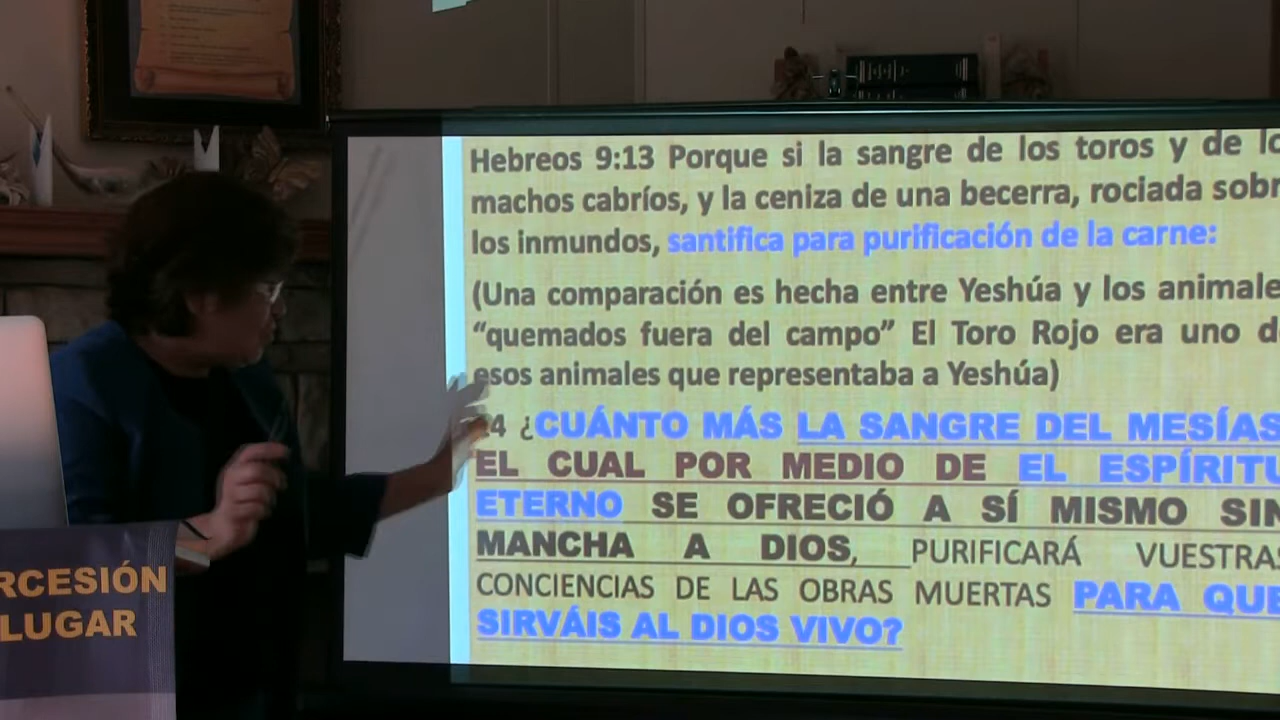 Hebreos 9:13 Porque si la sangre de los toros y de
machos cabríos, y la ceniza de una becerra, rociada
los inmundos, santifica para purificación de la carne:
(Una comparación es hecha entre Yeshúa y los
"quemados fuera del campo" El Toro Rojo era uno
esos animales que representaba a Yeshúa)
¿CUÁNTO MÁS LA SANGRE DEL MESÍAS
EL CUAL POR MEDIO DE EL ESPÍRITU
ETERNO SE OFRECIÓ A SÍ MISMO SIN
MANCHA A DIOS, PURIFICARÁ VUESTRAS
CONCIENCIAS DE LAS OBRAS MUERTAS PARA QUE
SIRVÁIS AL DIOS VIVO?
RCESIÓN
LUGAR